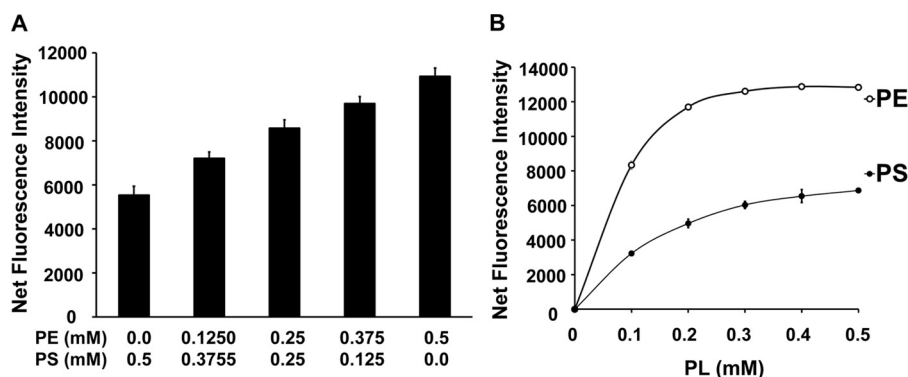 A
Net Fluorescence Intensity
12000
10000
8000
6000
4000
2000
0
PE (mM) 0.0 0.1250 0.25 0.375 0.5
PS (mM) 0.5 0.3755 0.25 0.125 0.0
B
Net Fluorescence Intensity
14000
12000
10000
8000
6000
4000
2000
0
0 0.1 0.2 0.3 0.4 0.5
PL (mM)
PE
PS